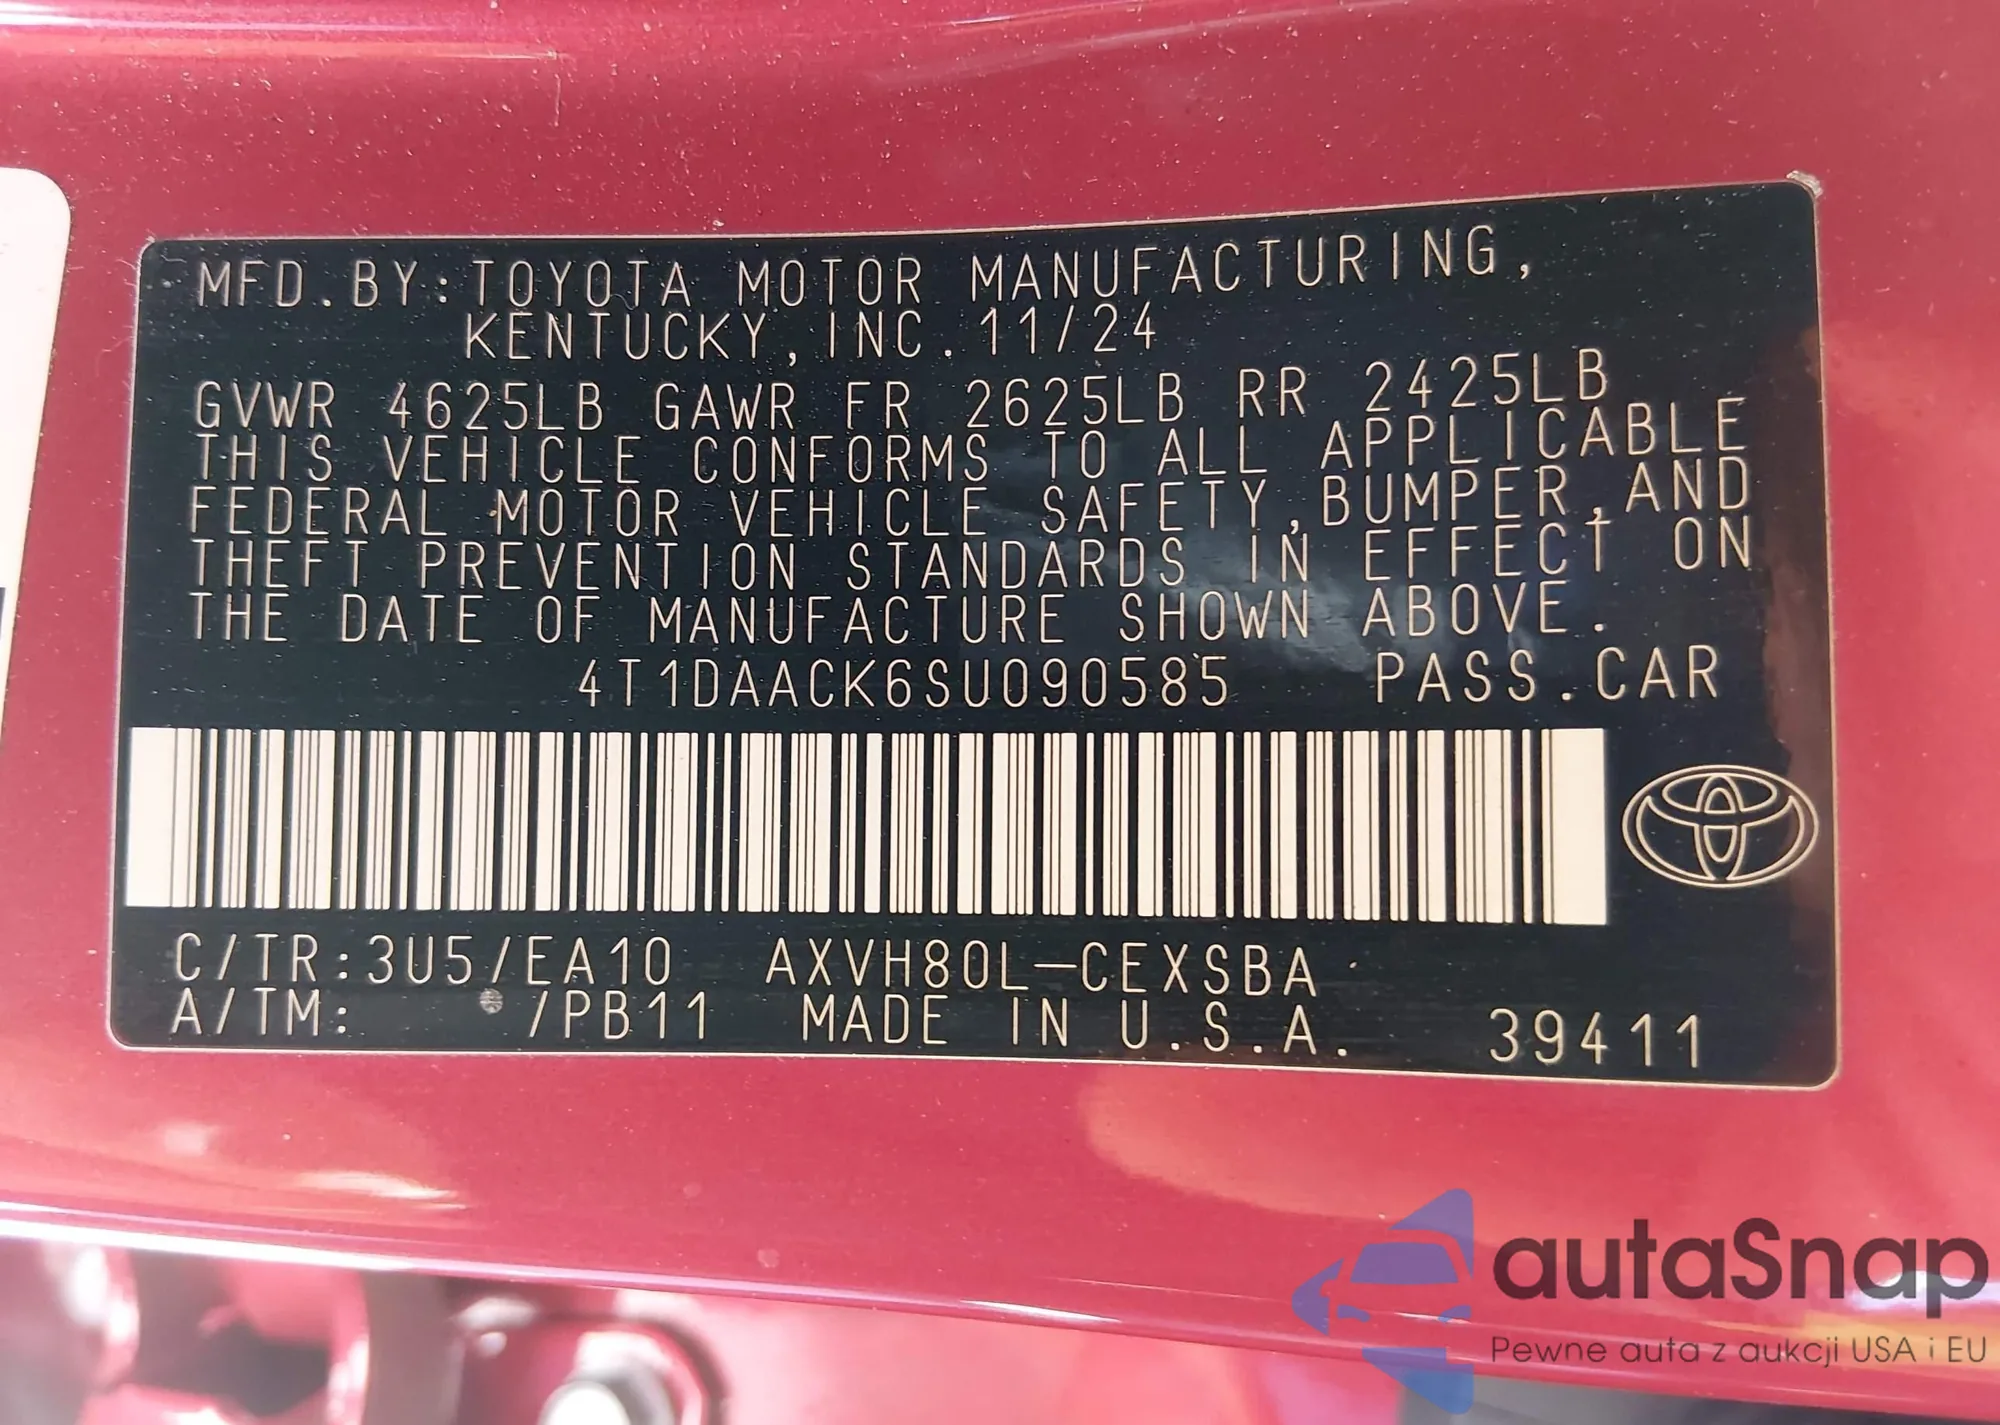 MFD.BY:TOYOTA MOTOR MANUFACTURING,
KENTUCKY, INC. 11/24
GVWR 4625LB GAWR FR 2625LB RR 2425LB
THIS VEHICLE CONFORMS TO ALL APPLICABLE
FEDERAL MOTOR VEHICLE SAFETY,BUMPER,AND
THEFT PREVENTION STANDARDS IN EFFECT ON
THE DATE OF MANUFACTURE SHOWN ABOVE.
4T1DAACK6SU090585 PASS.CAR
C/TR:3U5/EA10 AXVH80L-CEXSBA
A/TM: /PB11 MADE IN U.S.A. 39411
autaSnap
Pewne auta z aukcji USA i EU